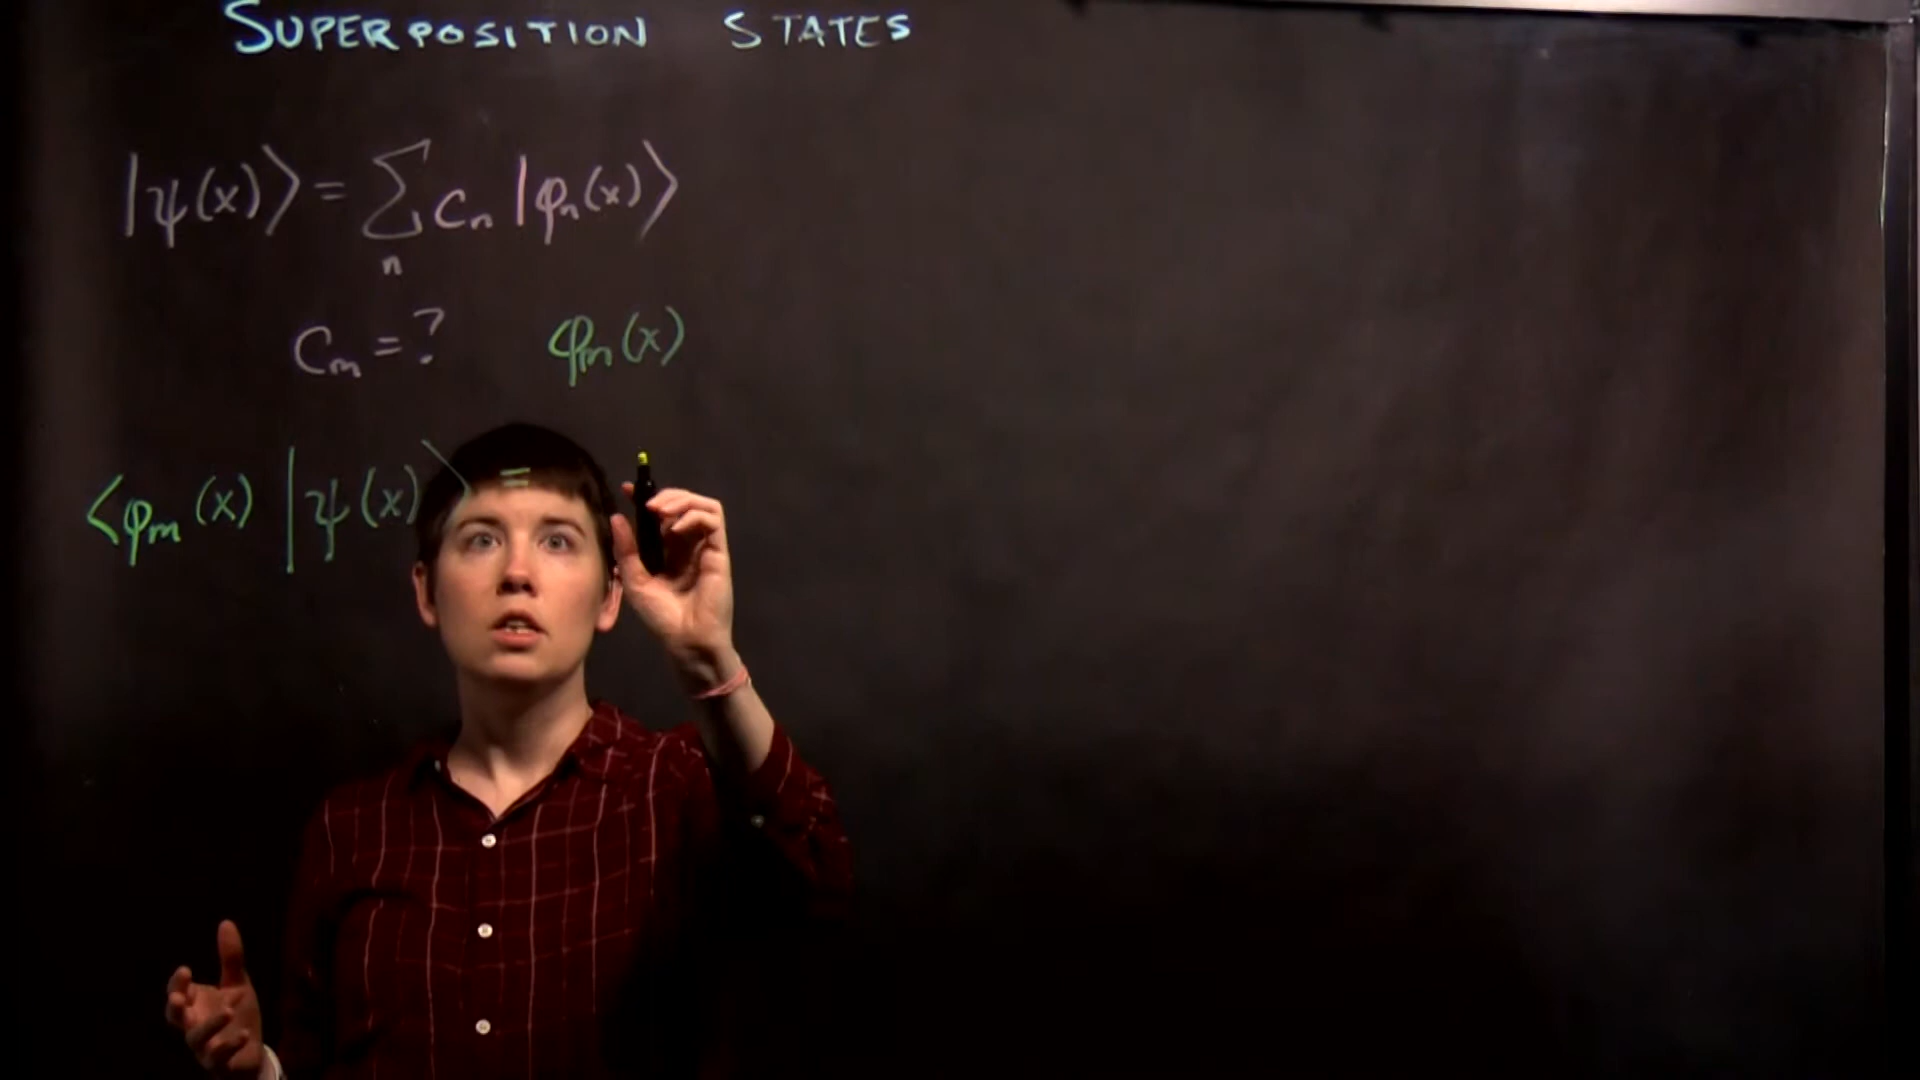 SUPERPOSITION STATES
|ψ(x)⟩ = ∑ₙ cₙ |φₙ(x)⟩
cₘ = ? φₘ(x)
⟨φₘ(x) | ψ(x)⟩ =